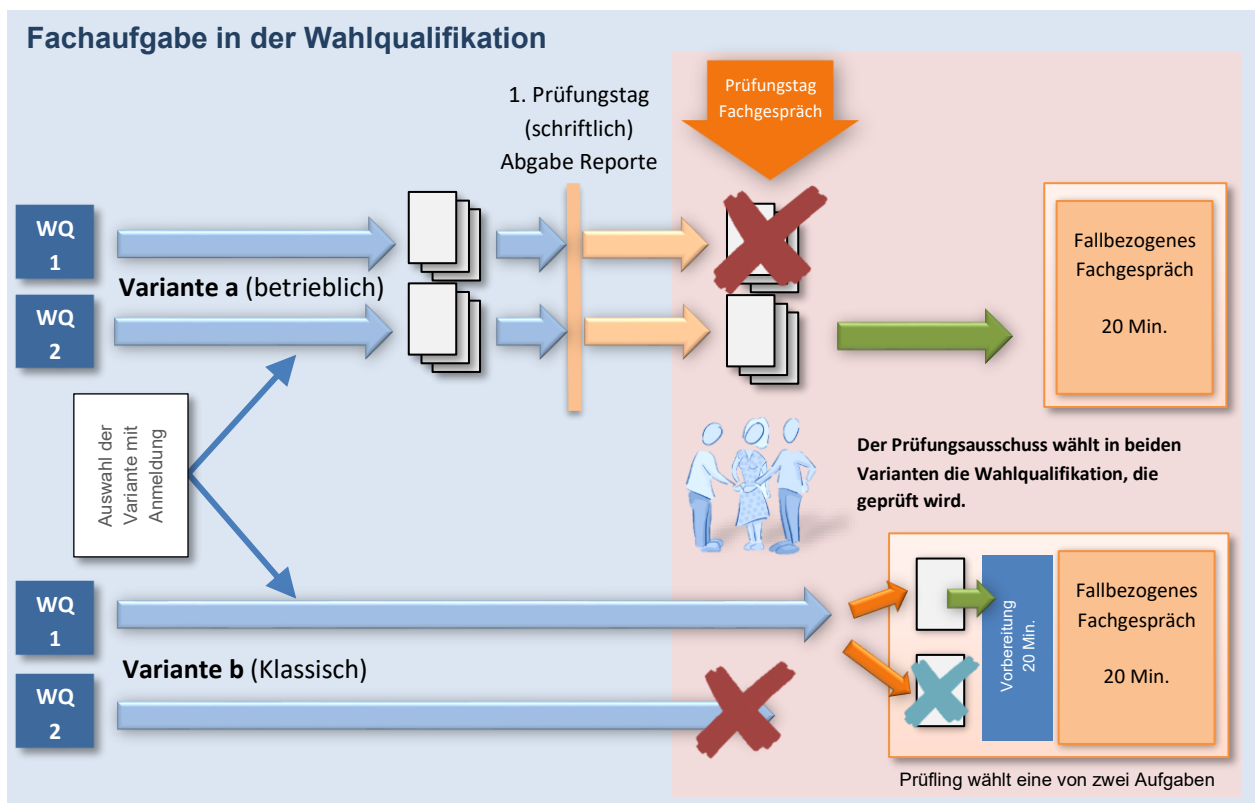 Fachaufgabe in der Wahlqualifikation
1. Prüfungstag
(schriftlich)
Abgabe Reporte
Prüfungstag
Fachgespräch
WQ
1
Variante a (betrieblich)
WQ
2
Fallbezogenes
Fachgespräch
20 Min.
Auswahl der
Variante mit
Anmeldung
Der Prüfungsausschuss wählt in beiden
Varianten die Wahlqualifikation, die
geprüft wird.
WQ
1
Variante b (Klassisch)
WQ
2
Vorbereitung
20 Min.
Fallbezogenes
Fachgespräch
20 Min.
Prüfling wählt eine von zwei Aufgaben